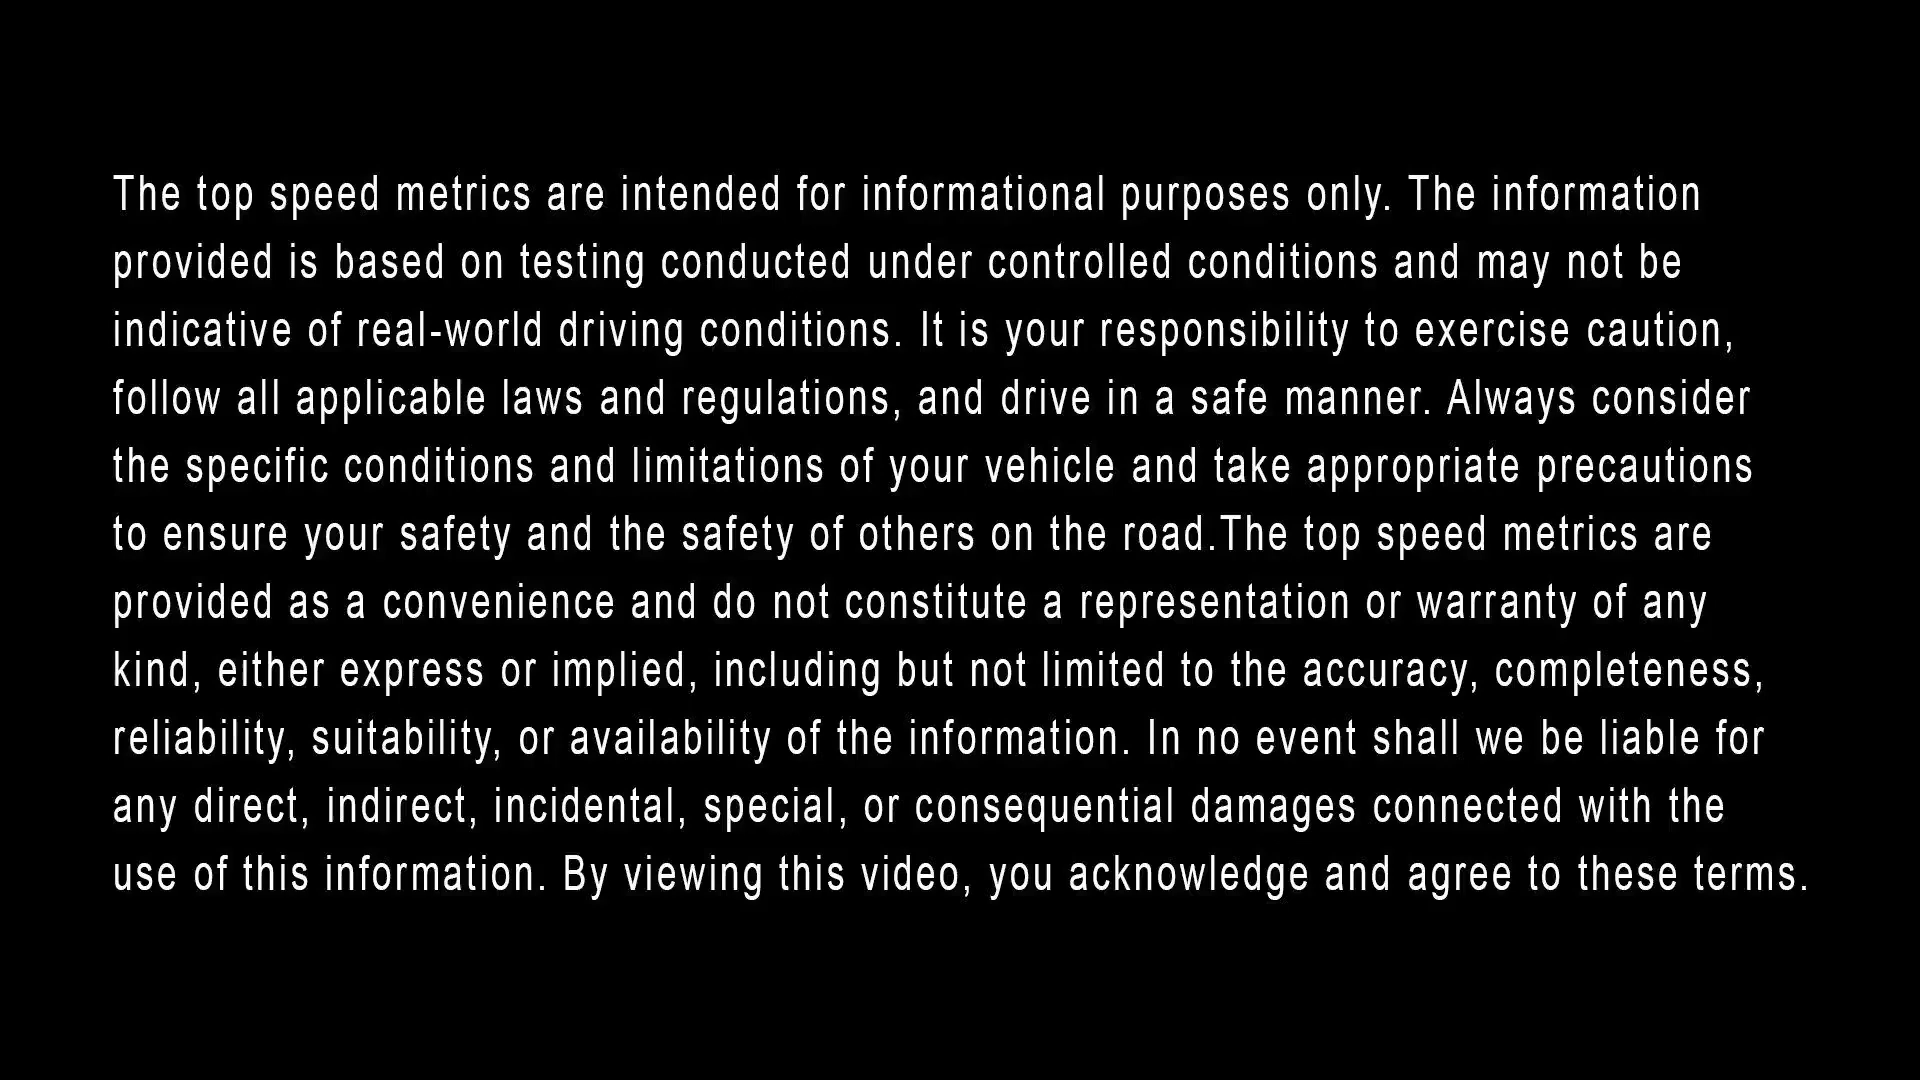 The top speed metrics are intended for informational purposes only. The information
provided is based on testing conducted under controlled conditions and may not be
indicative of real-world driving conditions. It is your responsibility to exercise caution,
follow all applicable laws and regulations, and drive in a safe manner. Always consider
the specific conditions and limitations of your vehicle and take appropriate precautions
to ensure your safety and the safety of others on the road.The top speed metrics are
provided as a convenience and do not constitute a representation or warranty of any
kind, either express or implied, including but not limited to the accuracy, completeness,
reliability, suitability, or availability of the information. In no event shall we be liable for
any direct, indirect, incidental, special, or consequential damages connected with the
use of this information. By viewing this video, you acknowledge and agree to these terms.